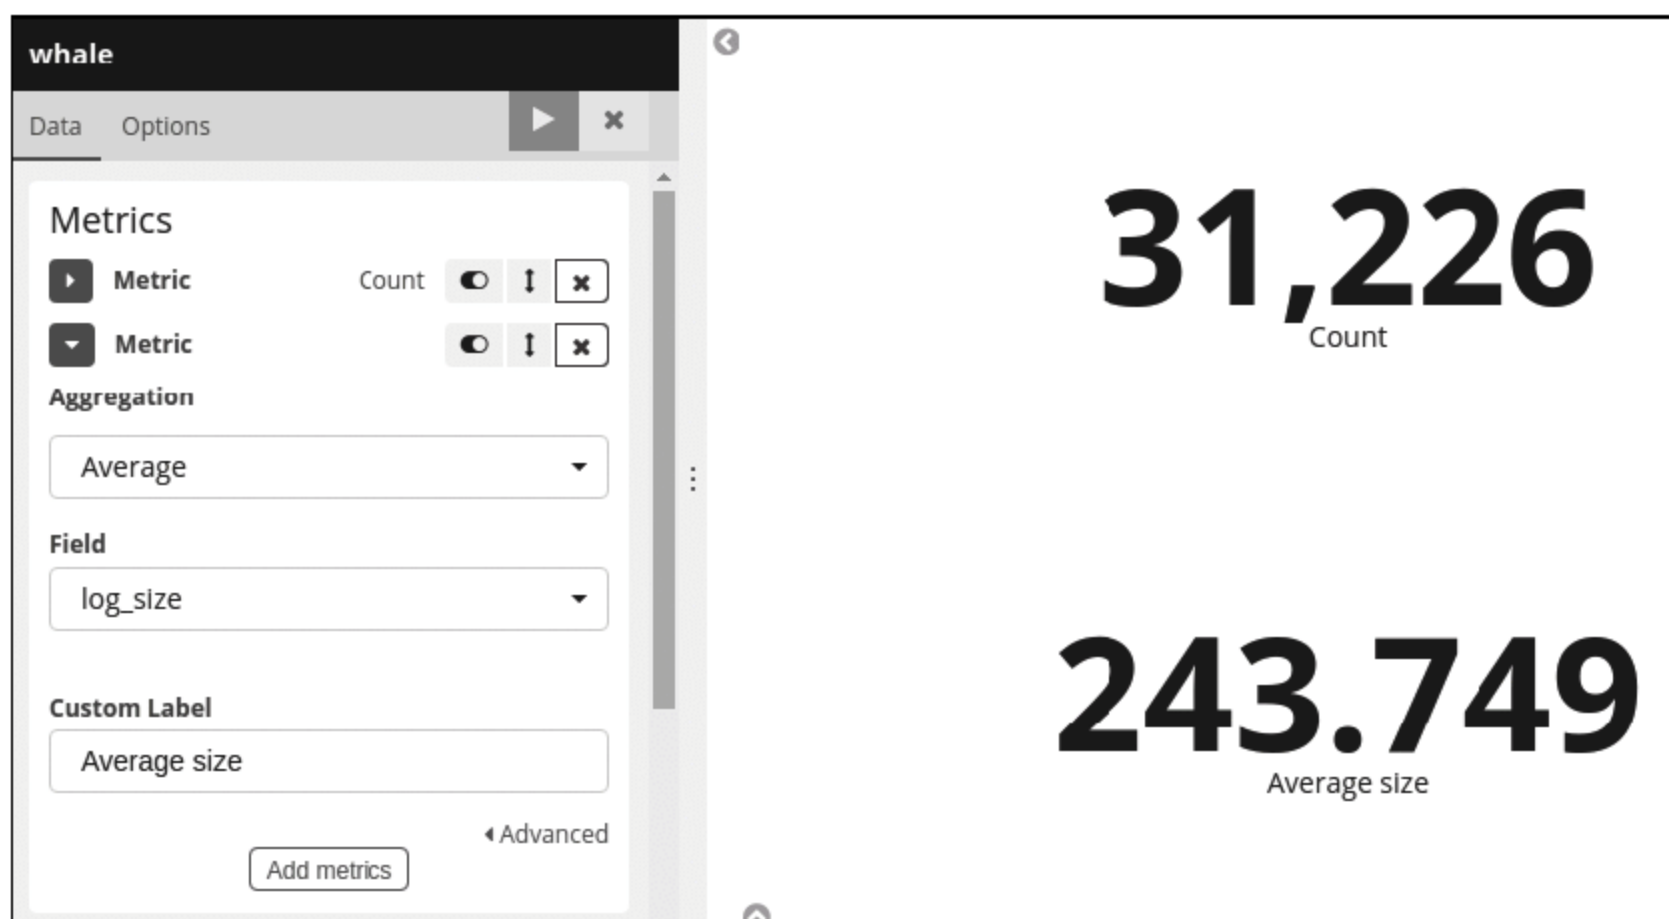 whale
Data Options
Metrics
Metric Count
Metric
Aggregation
Average
Field
log_size
Custom Label
Average size
Advanced
Add metrics
31,226
Count
243.749
Average size